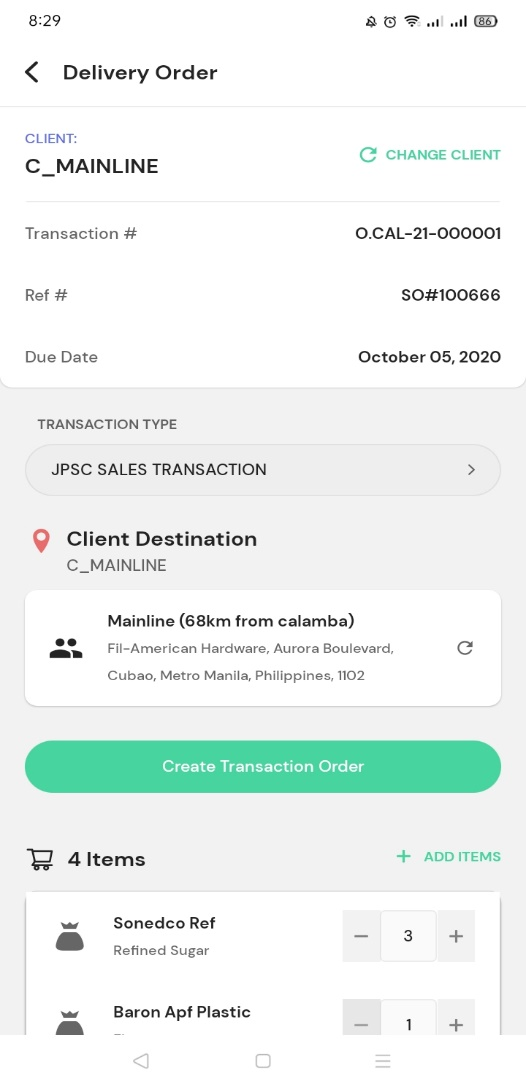 8:29
86
Delivery Order
CLIENT:
C_MAINLINE
CHANGE CLIENT
Transaction #
O.CAL-21-000001
Ref #
SO#100666
Due Date
October 05, 2020
TRANSACTION TYPE
JPSC SALES TRANSACTION
Client Destination
C_MAINLINE
Mainline (68km from calamba)
Fil-American Hardware, Aurora Boulevard,
Cubao, Metro Manila, Philippines, 1102
Create Transaction Order
4 Items
+ ADD ITEMS
Sonedco Ref
Refined Sugar
− 3 +
Baron Apf Plastic
− 1 +